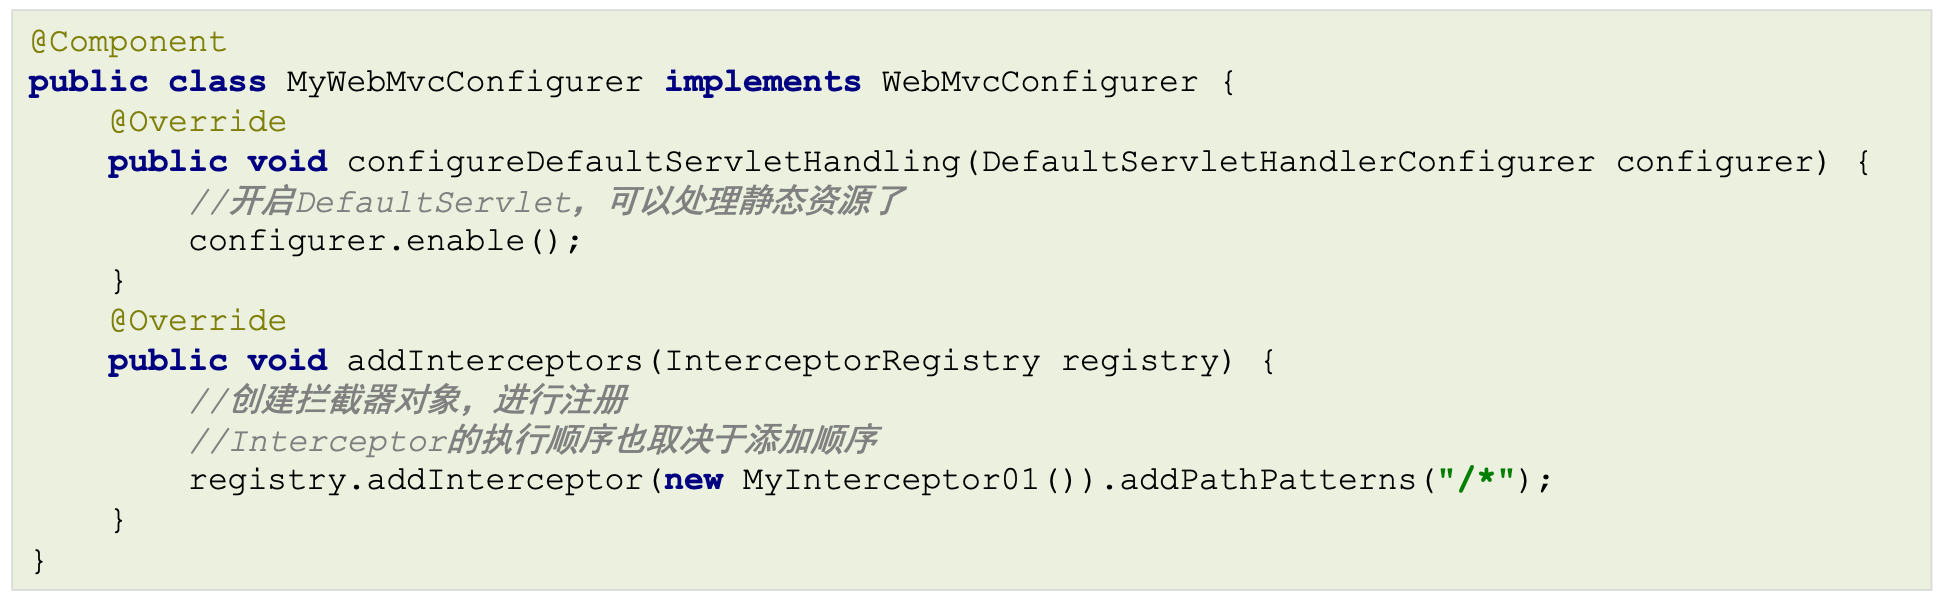 @Component
public class MyWebMvcConfigurer implements WebMvcConfigurer {
    @Override
    public void configureDefaultServletHandling(DefaultServletHandlerConfigurer configurer) {
        //开启DefaultServlet，可以处理静态资源了
        configurer.enable();
    }
    @Override
    public void addInterceptors(InterceptorRegistry registry) {
        //创建拦截器对象，进行注册
        //Interceptor的执行顺序也取决于添加顺序
        registry.addInterceptor(new MyInterceptor01()).addPathPatterns("/*");
    }
}